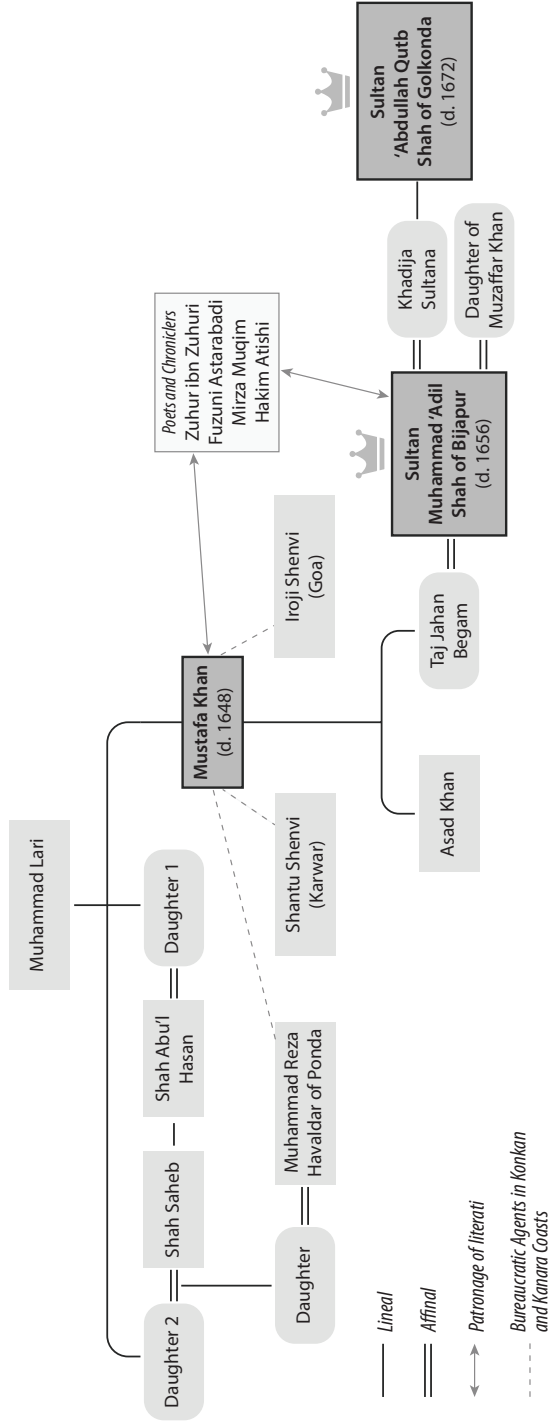 Muhammad Lari
Daughter 2
Shah Saheb
Shah Abu'l
Hasan
Daughter 1
Mustafa Khan
(d. 1648)
Poets and Chroniclers
Zuhur ibn Zuhuri
Fuzuni Astarabadi
Mirza Muqim
Hakim Atishi
Daughter
Muhammad Reza
Havaldar of Ponda
Shantu Shenvi
(Karwar)
Iroji Shenvi
(Goa)
Asad Khan
Taj Jahan
Begam
Sultan
Muhammad 'Adil
Shah of Bijapur
(d. 1656)
Khadija
Sultana
Daughter of
Muzaffar Khan
Sultan
'Abdullah Qutb
Shah of Golkonda
(d. 1672)
Lineal
Affinal
Patronage of literati
Bureaucratic Agents in Konkan
and Kanara Coasts